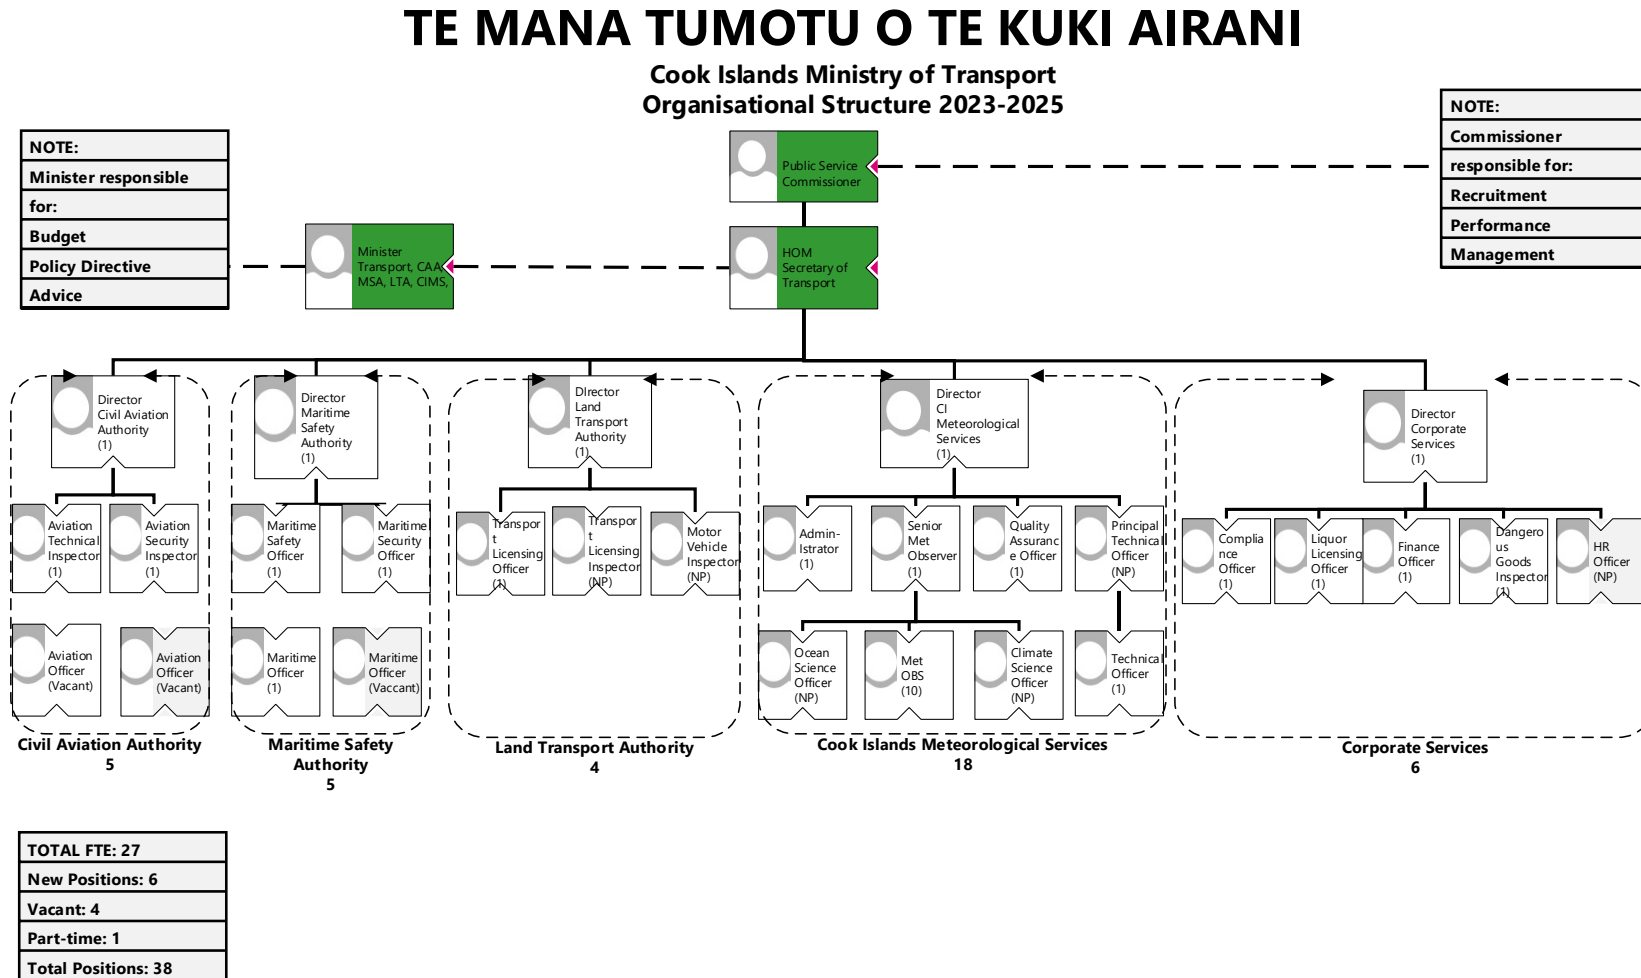 TE MANA TUMOTU O TE KUKI AIRANI
Cook Islands Ministry of Transport
Organisational Structure 2023-2025
NOTE:
Minister responsible
for:
Budget
Policy Directive
Advice
NOTE:
Commissioner
responsible for:
Recruitment
Performance
Management
Public Service
Commissioner
Minister
Transport, CAA,
MSA, LTA, CIMS,
HOM
Secretary of
Transport
Director
Civil Aviation
Authority
(1)
Director
Maritime
Safety
Authority
(1)
DIrector
Land
Transport
Authority
(1)
Director
CI
Meteorological
Services
(1)
Director
Corporate
Services
(1)
Aviation
Technical
Inspector
(1)
Aviation
Security
Inspector
(1)
Maritime
Safety
Officer
(1)
Maritime
Security
Officer
(1)
Transpor
t
Licensing
Officer
(1)
Transpor
t
Licensing
Inspector
(NP)
Motor
Vehicle
Inspector
(NP)
Admin-
Istrator
(1)
Senior
Met
Observer
(1)
Quality
Assuranc
e Officer
(1)
Principal
Technical
Officer
(NP)
Complia
nce
Officer
(1)
Liquor
Licensing
Officer
(1)
Finance
Officer
(1)
Dangero
us
Goods
Inspector
(1)
HR
Officer
(NP)
Aviation
Officer
(Vacant)
Aviation
Officer
(Vacant)
Maritime
Officer
(1)
Maritime
Officer
(Vaccant)
Ocean
Science
Officer
(NP)
Met
OBS
(10)
Climate
Science
Officer
(NP)
Technical
Officer
(1)
Civil Aviation Authority
5
Maritime Safety
Authority
5
Land Transport Authority
4
Cook Islands Meteorological Services
18
Corporate Services
6
TOTAL FTE: 27
New Positions: 6
Vacant: 4
Part-time: 1
Total Positions: 38